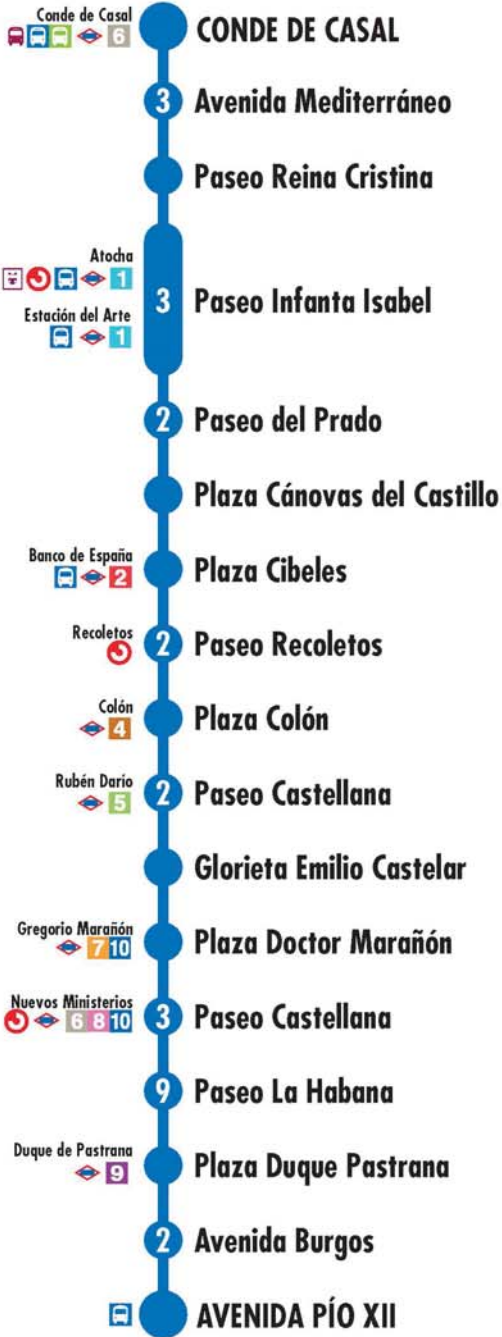 Conde de Casal
6
CONDE DE CASAL
3
Avenida Mediterráneo
Paseo Reina Cristina
Atocha
1
Estación del Arte
1
3
Paseo Infanta Isabel
2
Paseo del Prado
Plaza Cánovas del Castillo
Banco de España
2
Plaza Cibeles
Recoletos
2
Paseo Recoletos
Colón
4
Plaza Colón
Rubén Darío
5
2
Paseo Castellana
Glorieta Emilio Castelar
Gregorio Marañón
7 10
Plaza Doctor Marañón
Nuevos Ministerios
6 8 10
3
Paseo Castellana
9
Paseo La Habana
Duque de Pastrana
9
Plaza Duque Pastrana
2
Avenida Burgos
AVENIDA PÍO XII